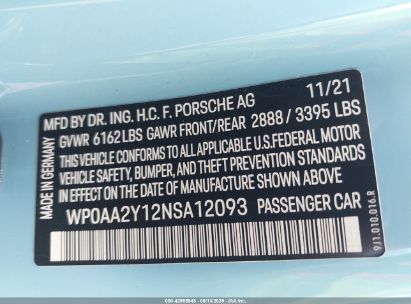 11/21
MFD BY DR. ING. H.C. F. PORSCHE AG
GVWR 6162 LBS GAWR FRONT/REAR 2888 / 3395 LBS
THIS VEHICLE CONFORMS TO ALL APPLICABLE U.S.FEDERAL MOTOR
VEHICLE SAFETY, BUMPER, AND THEFT PREVENTION STANDARDS
IN EFFECT ON THE DATE OF MANUFACTURE SHOWN ABOVE
WP0AA2Y12NSA12093 PASSENGER CAR
MADE IN GERMANY
9J1.010.016.R